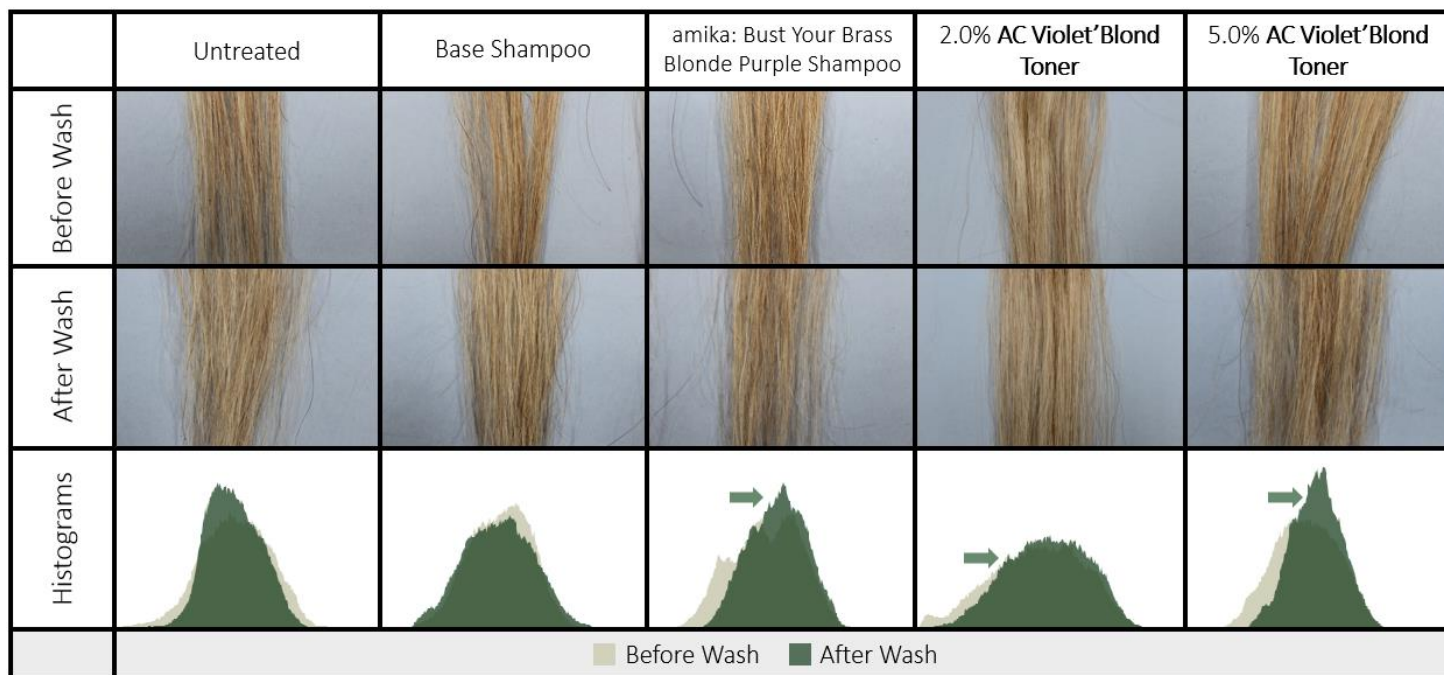 Untreated
Base Shampoo
amika: Bust Your Brass
Blonde Purple Shampoo
2.0% AC Violet'Blond
Toner
5.0% AC Violet'Blond
Toner
Before Wash
After Wash
Histograms
Before Wash
After Wash